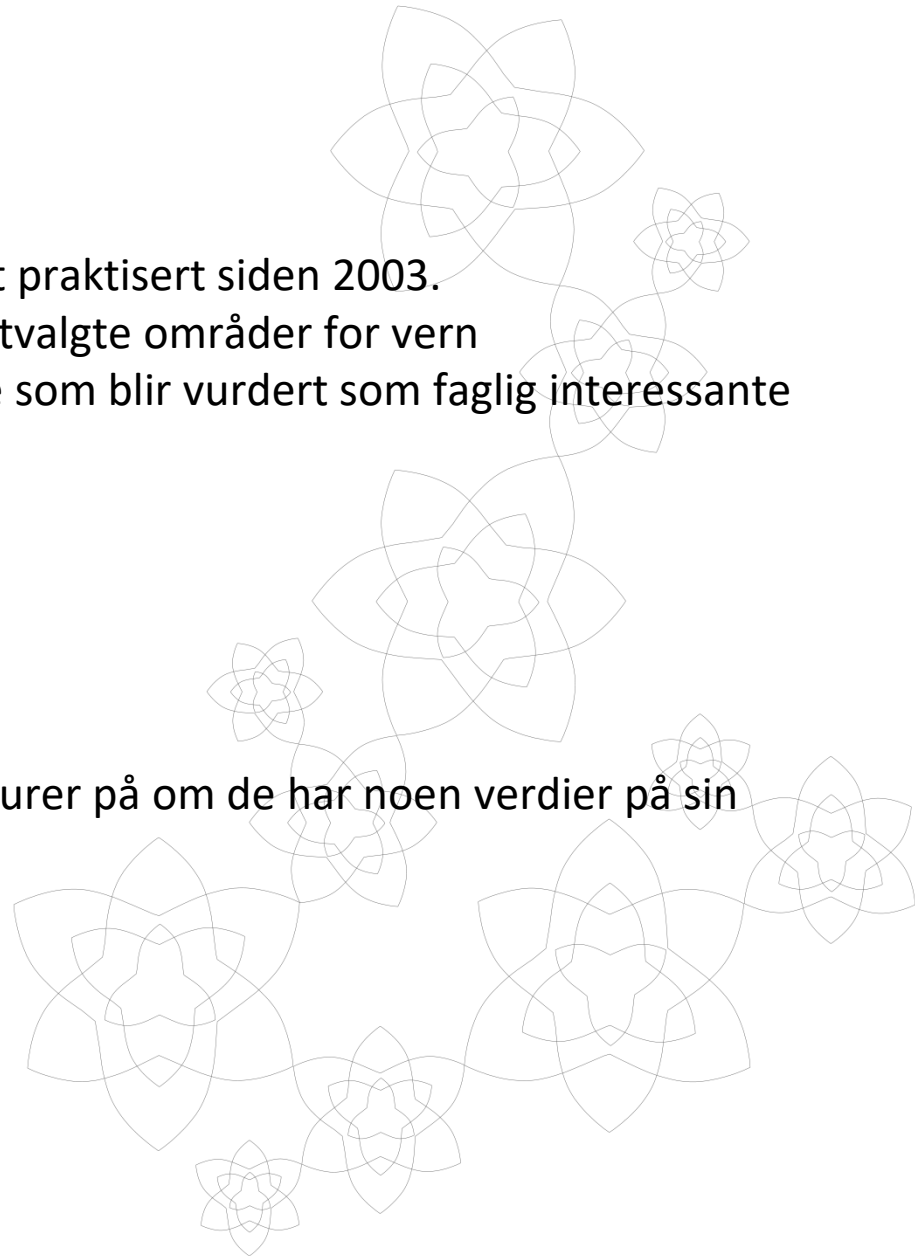 t praktisert siden 2003.
tvalgte områder for vern
som blir vurdert som faglig interessante
urer på om de har noen verdier på sin